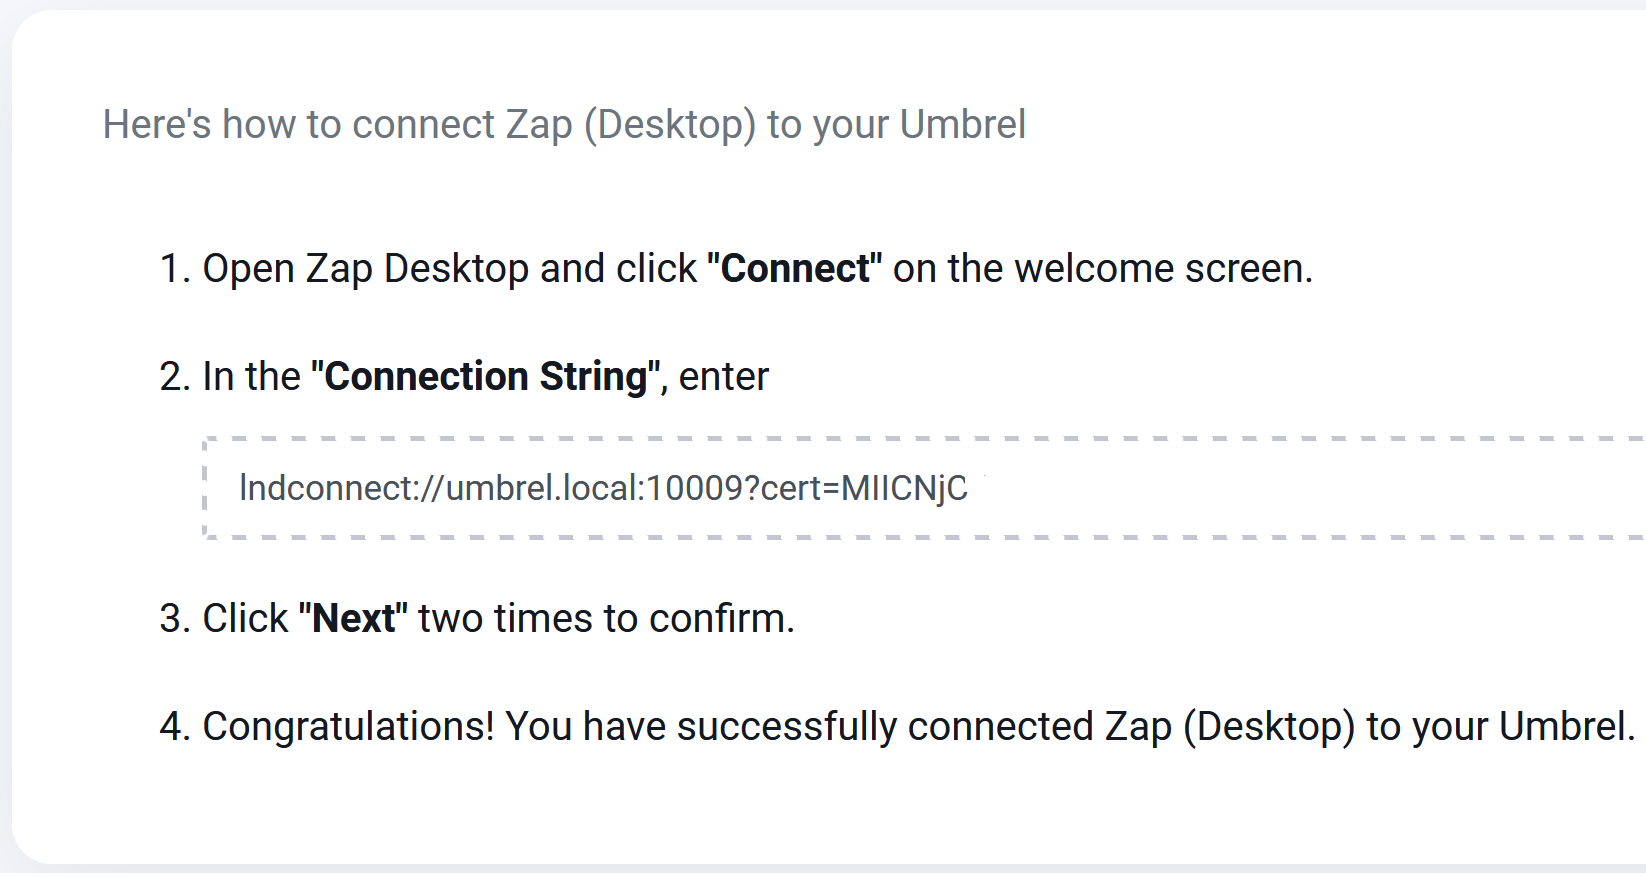 Here's how to connect Zap (Desktop) to your Umbrel
1. Open Zap Desktop and click "Connect" on the welcome screen.
2. In the "Connection String", enter
lndconnect://umbrel.local:10009?cert=MIICNjC
3. Click "Next" two times to confirm.
4. Congratulations! You have successfully connected Zap (Desktop) to your Umbrel.